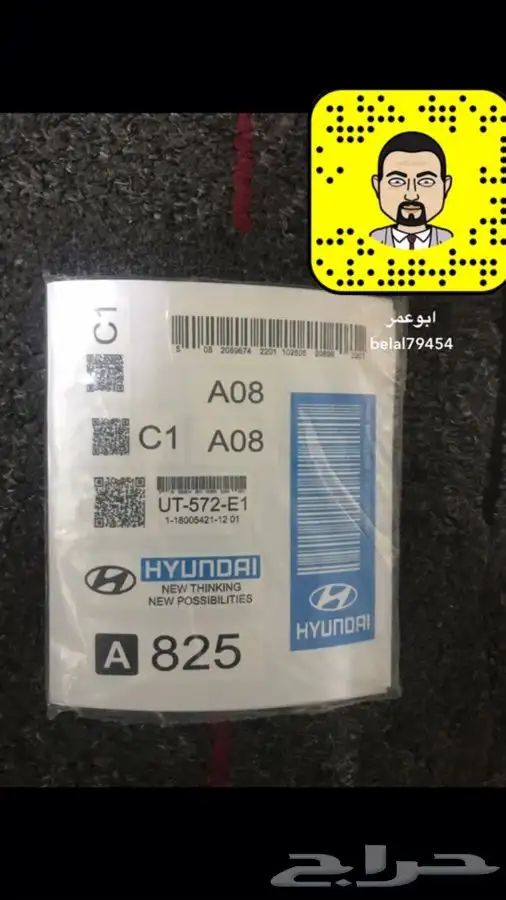 ابوعمر
belal79454
C1
A08
C1 A08
UT-572-E1
1-18005421-12 01
HYUNDAI
NEW THINKING
NEW POSSIBILITIES
A 825
HYUNDAI
حراج